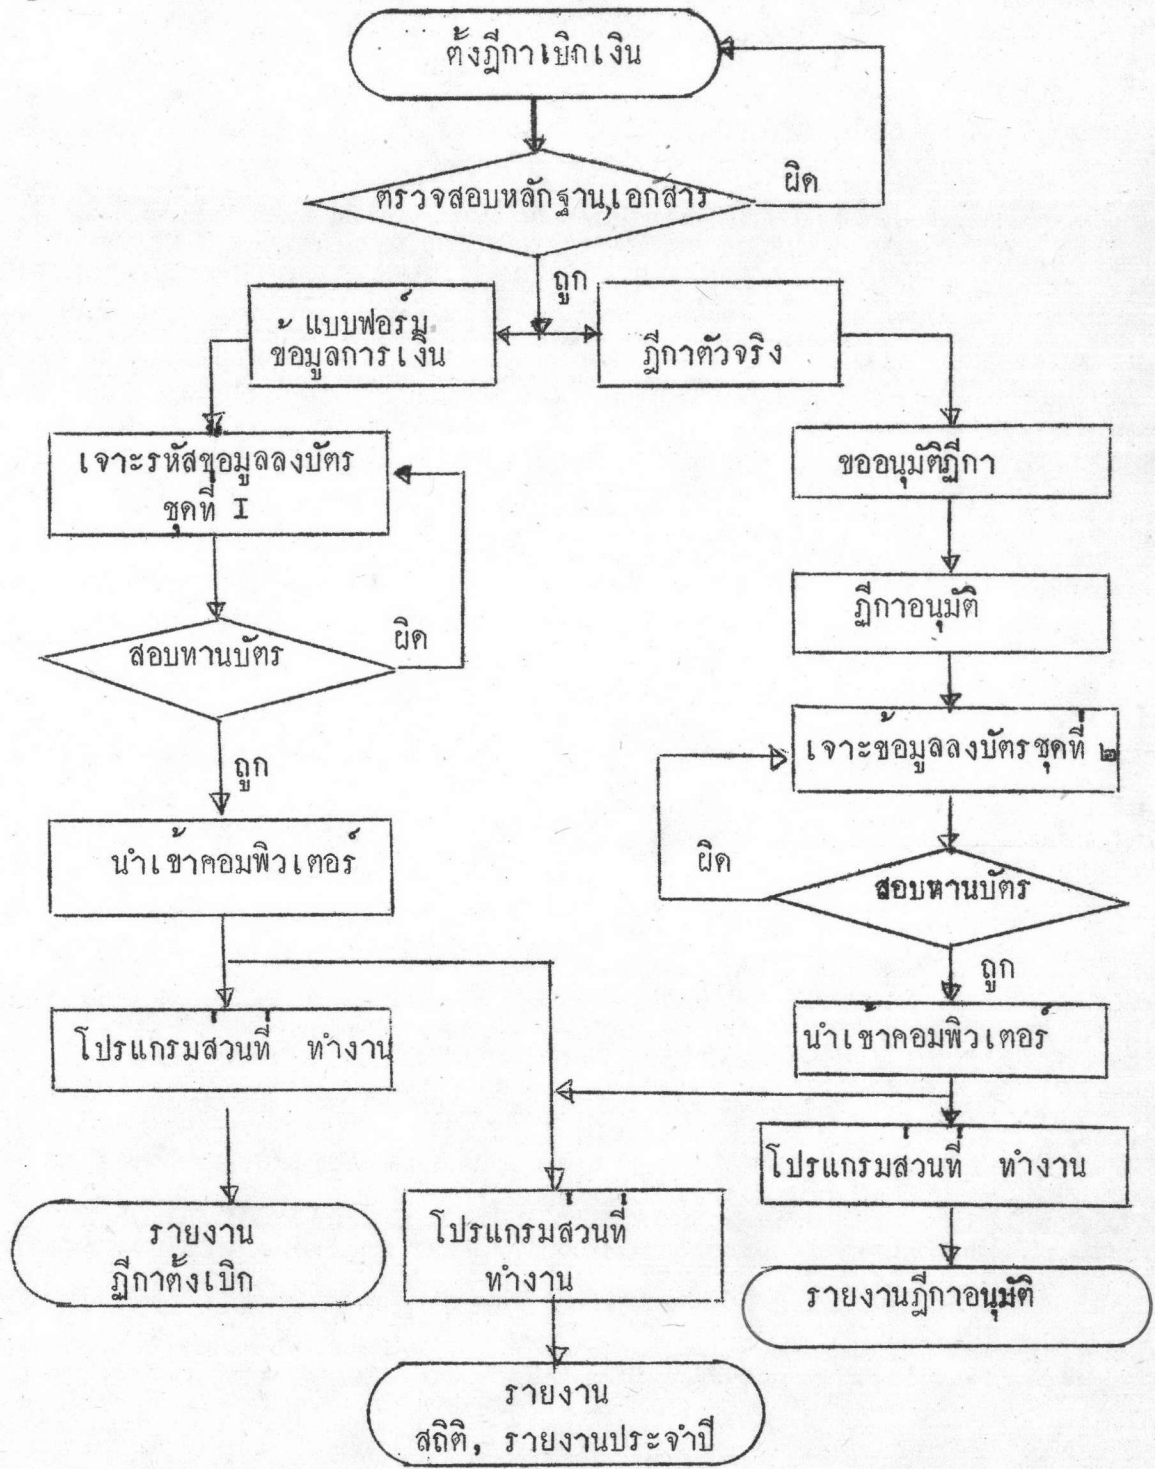 ตั้งฎีกาเบิกเงิน
ตรวจสอบหลักฐาน,เอกสาร
ผิด
ถูก
แบบฟอร์ม
ข้อมูลการเงิน
ฎีกาตัวจริง
เจาะรหัสข้อมูลลงบัตร
ชุดที่ I
ขออนุมัติฎีกา
ฎีกาอนุมัติ
สอบทานบัตร
ผิด
ถูก
เจาะข้อมูลลงบัตรชุดที่ ๒
นำเข้าคอมพิวเตอร์
ผิด
สอบทานบัตร
ถูก
นำเข้าคอมพิวเตอร์
โปรแกรมส่วนที่ ทำงาน
โปรแกรมส่วนที่ ทำงาน
รายงาน
ฎีกาตั้งเบิก
โปรแกรมส่วนที่
ทำงาน
รายงานฎีกาอนุมัติ
รายงาน
สถิติ, รายงานประจำปี